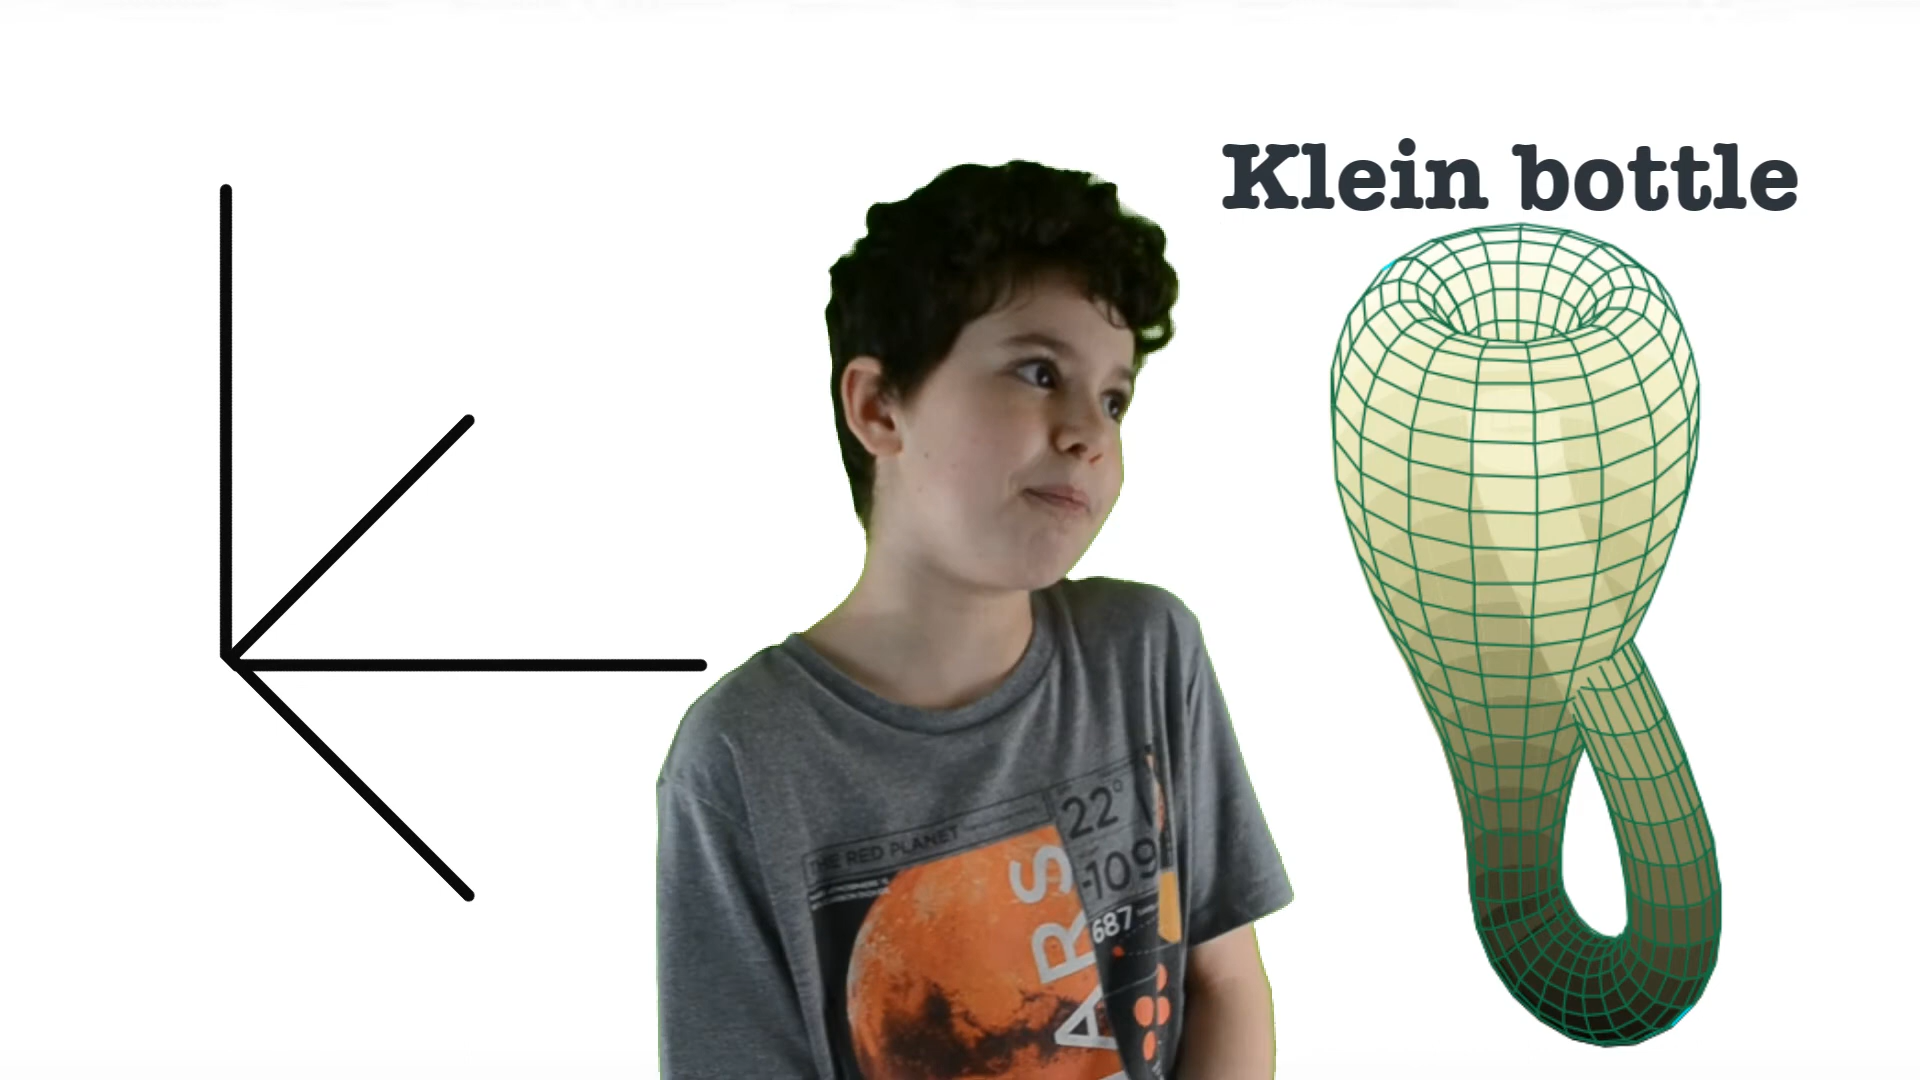 Klein bottle
THE RED PLANET
22°
-109
687
MARS